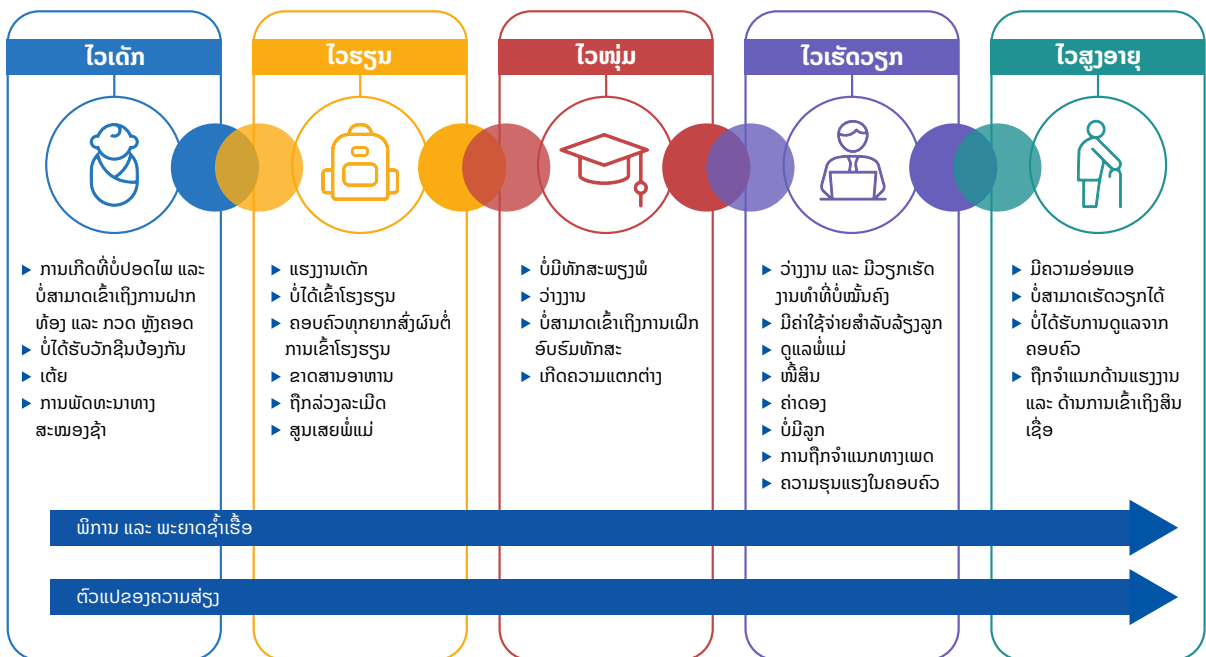 ໄວເດັກ
ການເກີດທີ່ບໍ່ປອດໄພ ແລະ
ບໍ່ສາມາດເຂົ້າເຖິງການຝາກ
ທ້ອງ ແລະ ກວດ ຫຼັງຄອດ
ບໍ່ໄດ້ຮັບວັກຊີນປ້ອງກັນ
ເຕ້ຍ
ການພັດທະນາທາງ
ສະໝອງຊ້າ
ໄວຮຽນ
ແຮງງານເດັກ
ບໍ່ໄດ້ເຂົ້າໂຮງຮຽນ
ຄອບຄົວທຸກຍາກສົ່ງຜົນຕໍ່
ການເຂົ້າໂຮງຮຽນ
ຂາດສານອາຫານ
ຖືກລ່ວງລະເມີດ
ສູນເສຍພໍ່ແມ່
ໄວໜຸ່ມ
ບໍ່ມີທັກສະພຽງພໍ
ວ່າງງານ
ບໍ່ສາມາດເຂົ້າເຖິງການເຝິກ
ອົບຮົມທັກສະ
ເກີດຄວາມແຕກຕ່າງ
ໄວເຮັດວຽກ
ວ່າງງານ ແລະ ມີວຽກເຮັດ
ງານທຳທີ່ບໍ່ໝັ້ນຄົງ
ມີຄ່າໃຊ້ຈ່າຍສຳລັບລ້ຽງລູກ
ດູແລພໍ່ແມ່
ໜີ້ສິນ
ຄ່າດອງ
ບໍ່ມີລູກ
ການຖືກຈຳແນກທາງເພດ
ຄວາມຮຸນແຮງໃນຄອບຄົວ
ໄວສູງອາຍຸ
ມີຄວາມອ່ອນແອ
ບໍ່ສາມາດເຮັດວຽກໄດ້
ບໍ່ໄດ້ຮັບການດູແລຈາກ
ຄອບຄົວ
ຖືກຈຳແນກດ້ານແຮງງານ
ແລະ ດ້ານການເຂົ້າເຖິງສິນ
ເຊື່ອ
ພິການ ແລະ ພະຍາດຊໍ້າເຮື້ອ
ຕົວແປຂອງຄວາມສ່ຽງ